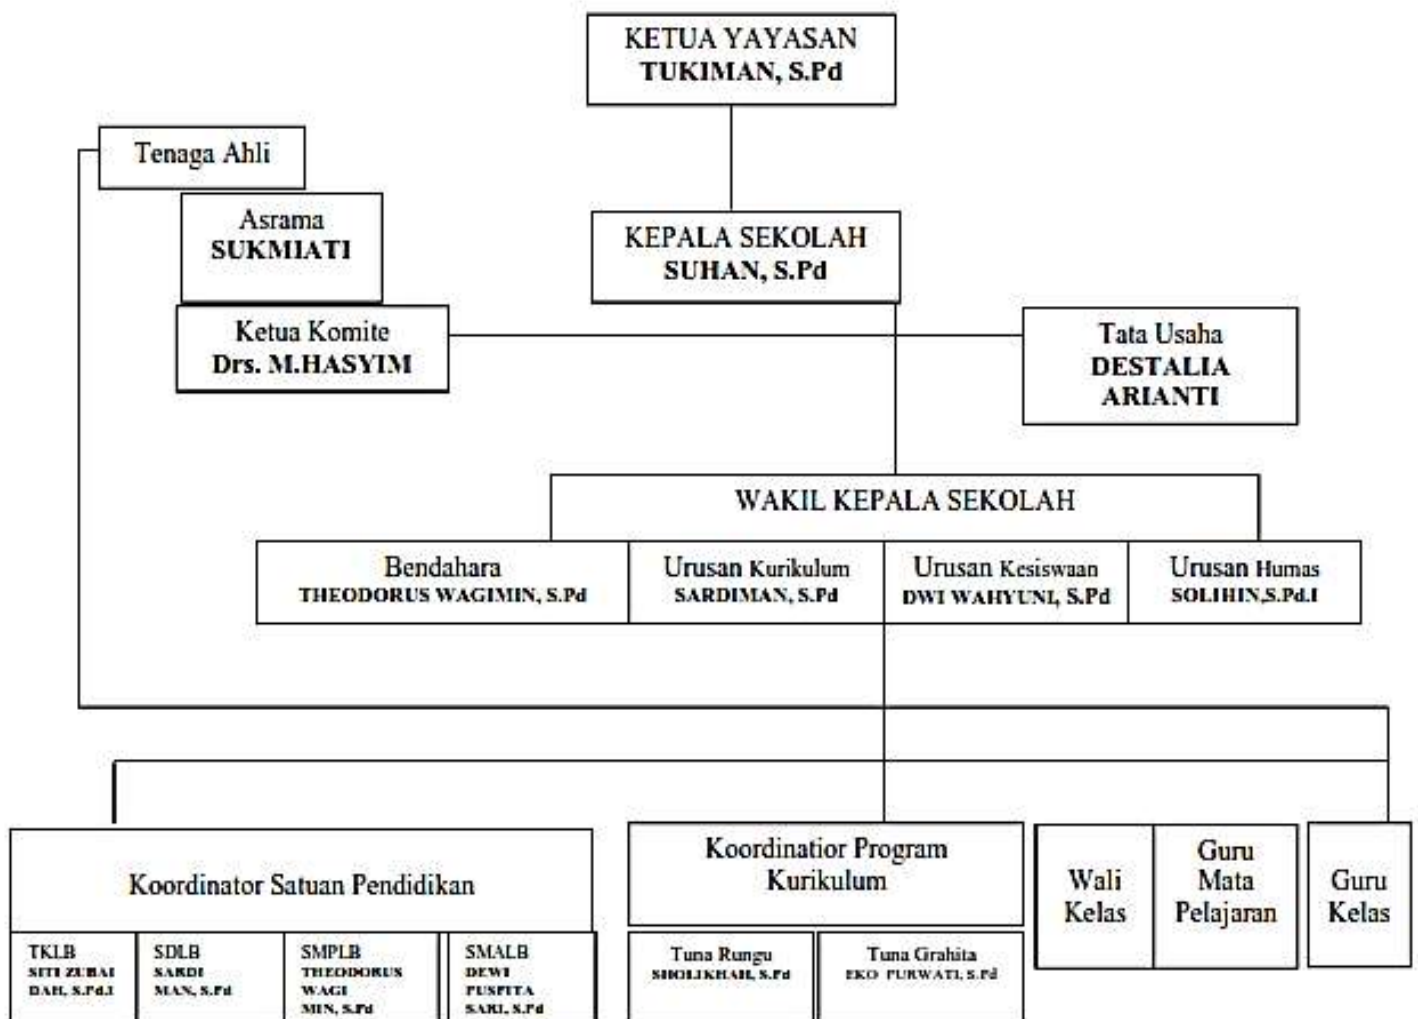 KETUA YAYASAN
TUKIMAN, S.Pd
Tenaga Ahli
Asrama
SUKMIATI
KEPALA SEKOLAH
SUHAN, S.Pd
Ketua Komite
Drs. M.HASYIM
Tata Usaha
DESTALIA
ARIANTI
WAKIL KEPALA SEKOLAH
Bendahara
THEODORUS WAGIMIN, S.Pd
Urusan Kurikulum
SARDIMAN, S.Pd
Urusan Kesiswaan
DWI WAHYUNI, S.Pd
Urusan Humas
SOLIHIN,S.Pd.I
Koordinator Satuan Pendidikan
TKLB
SITI ZUBAI
DAH, S.Pd.I
SDLB
SARDI
MAN, S.Pd
SMPLB
THEODORUS
WAGI
MIN, S.Pd
SMALB
DEWI
PUSPITA
SARI, S.Pd
Koordinatior Program
Kurikulum
Tuna Rungu
SHOLIKHAH, S.Pd
Tuna Grahita
EKO PURWATI, S.Pd
Wali
Kelas
Guru
Mata
Pelajaran
Guru
Kelas